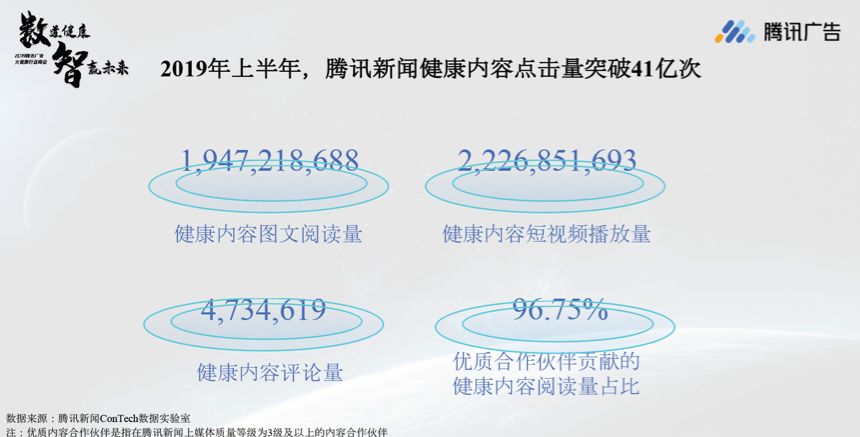 数造健康
2019腾讯广告
大健康行业峰会
智赢未来
腾讯广告
2019年上半年，腾讯新闻健康内容点击量突破41亿次
1,947,218,688
2,226,851,693
健康内容图文阅读量
健康内容短视频播放量
4,734,619
96.75%
健康内容评论量
优质合作伙伴贡献的
健康内容阅读量占比
数据来源：腾讯新闻ConTech数据实验室
注：优质内容合作伙伴是指在腾讯新闻上媒体质量等级为3级及以上的内容合作伙伴